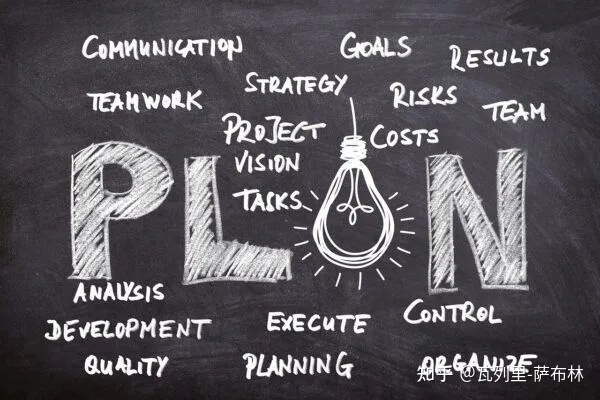 COMMUNICATION
GOALS
RESULTS
STRATEGY
TEAMWORK
RISKS
TEAM
PROJECT
COSTS
VISION
TASKS
PLAN
ANALYSIS
CONTROL
DEVELOPMENT
EXECUTE
QUALITY
PLANNING
ORGANIZE
知乎 @瓦列里-萨布林